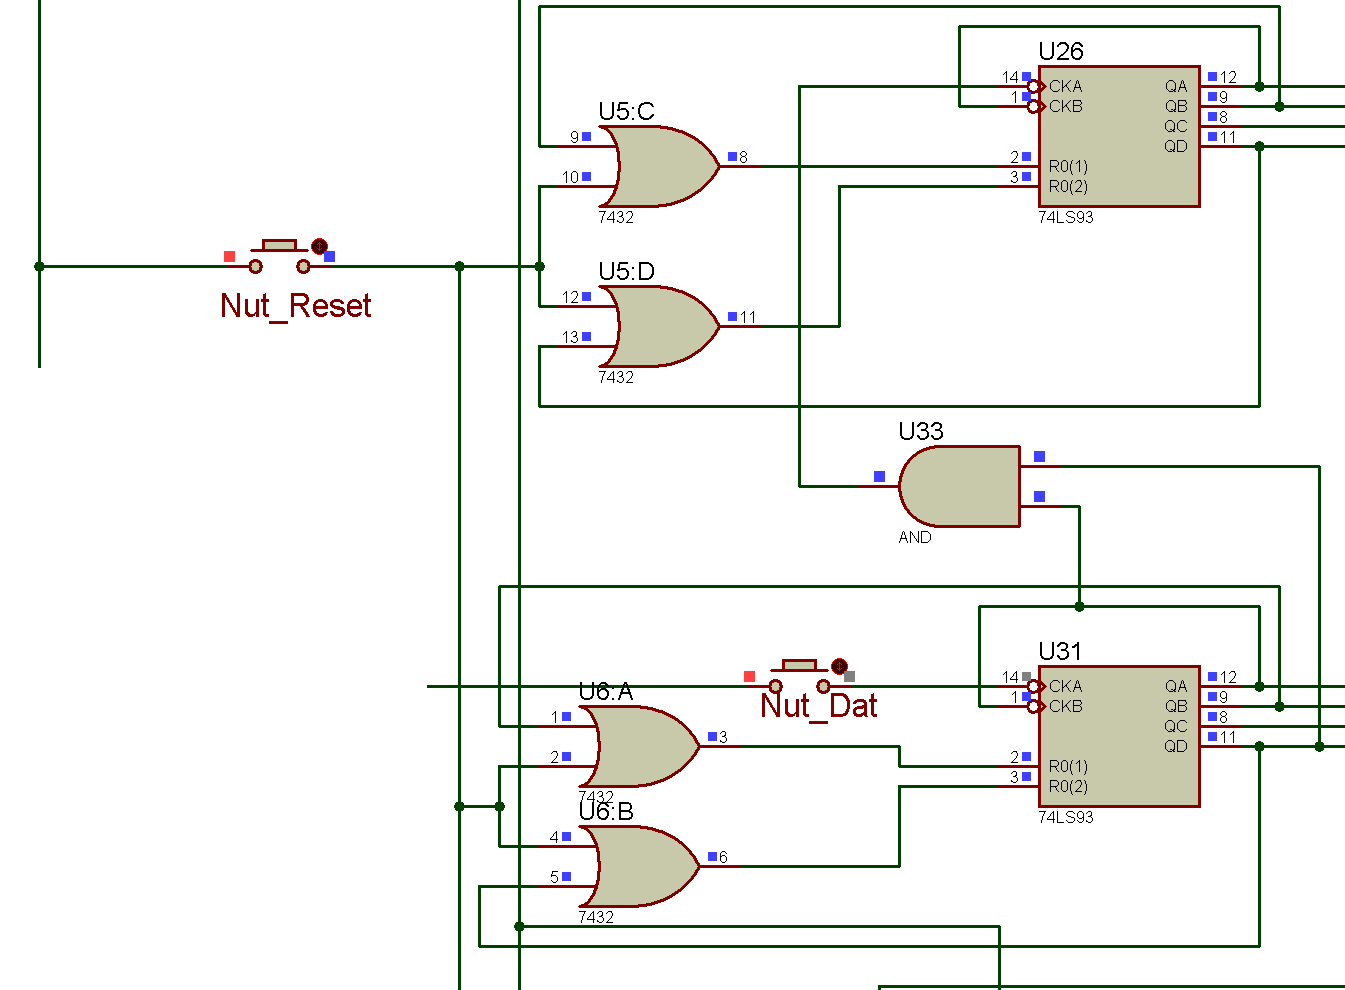 U26
14 CKA QA 12
1 CKB QB 9
QC 8
QD 11
2 R0(1)
3 R0(2)
74LS93
U5:C
9
10
8
7432
Nut_Reset
U5:D
12
13
11
7432
U33
AND
U31
14 CKA QA 12
1 CKB QB 9
QC 8
QD 11
2 R0(1)
3 R0(2)
74LS93
Nut_Dat
U6:A
1
2
3
7432
U6:B
4
5
6
7432